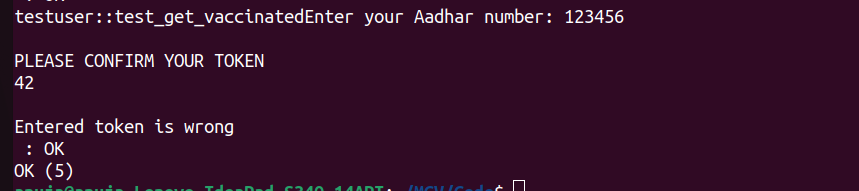 testuser::test_get_vaccinatedEnter your Aadhar number: 123456
PLEASE CONFIRM YOUR TOKEN
42
Entered token is wrong
: OK
OK (5)